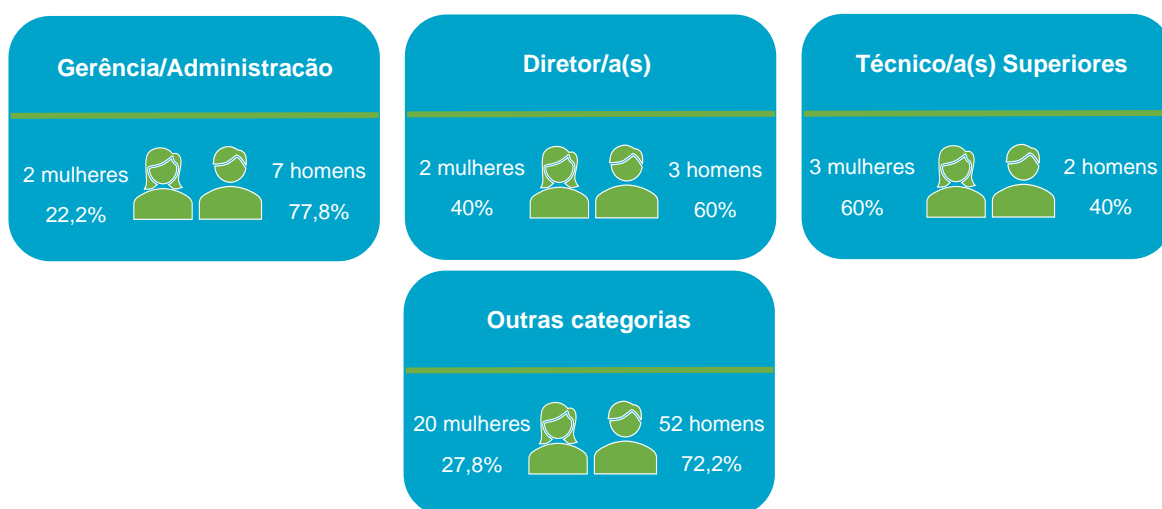 Gerência/Administracão
2 mulheres
22,2%
7 homens
77,8%
Diretor/a(s)
2 mulheres
40%
3 homens
60%
Técnico/a(s) Superiores
3 mulheres
60%
2 homens
40%
Outras categorias
20 mulheres
27,8%
52 homens
72,2%